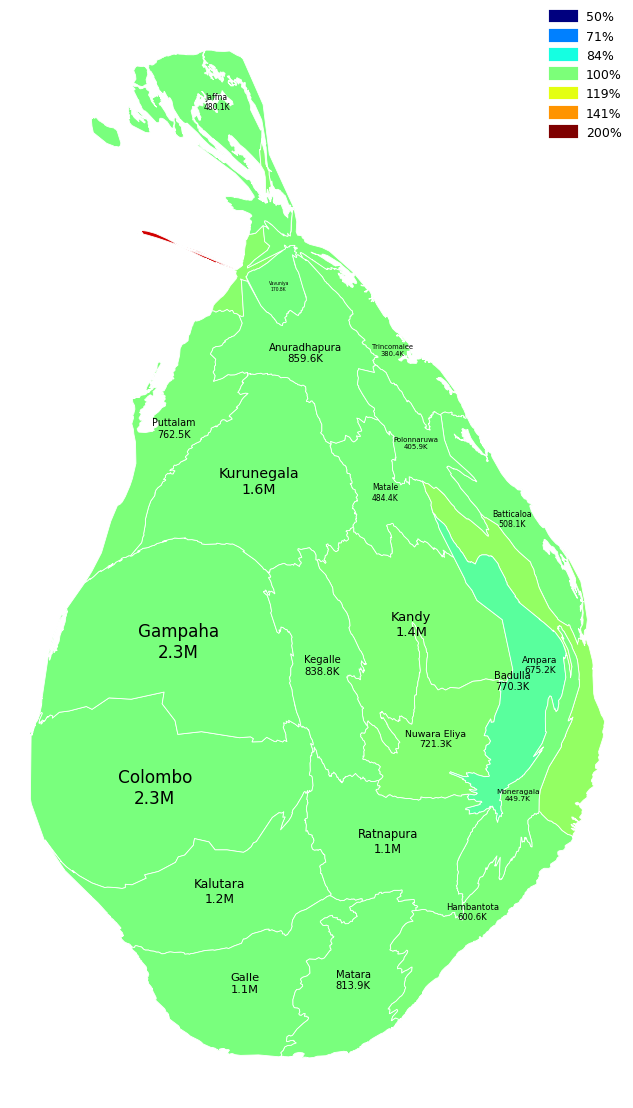 50%
71%
84%
100%
119%
141%
200%
Jaffna
480.1K
Vavuniya
170.8K
Anuradhapura
859.6K
Trincomalee
380.4K
Puttalam
762.5K
Polonnaruwa
405.9K
Kurunegala
1.6M
Matale
484.4K
Batticaloa
508.1K
Gampaha
2.3M
Kandy
1.4M
Kegalle
838.8K
Ampara
675.2K
Badulla
770.3K
Nuwara Eliya
721.3K
Colombo
2.3M
Moneragala
449.7K
Ratnapura
1.1M
Kalutara
1.2M
Hambantota
600.6K
Galle
1.1M
Matara
813.9K